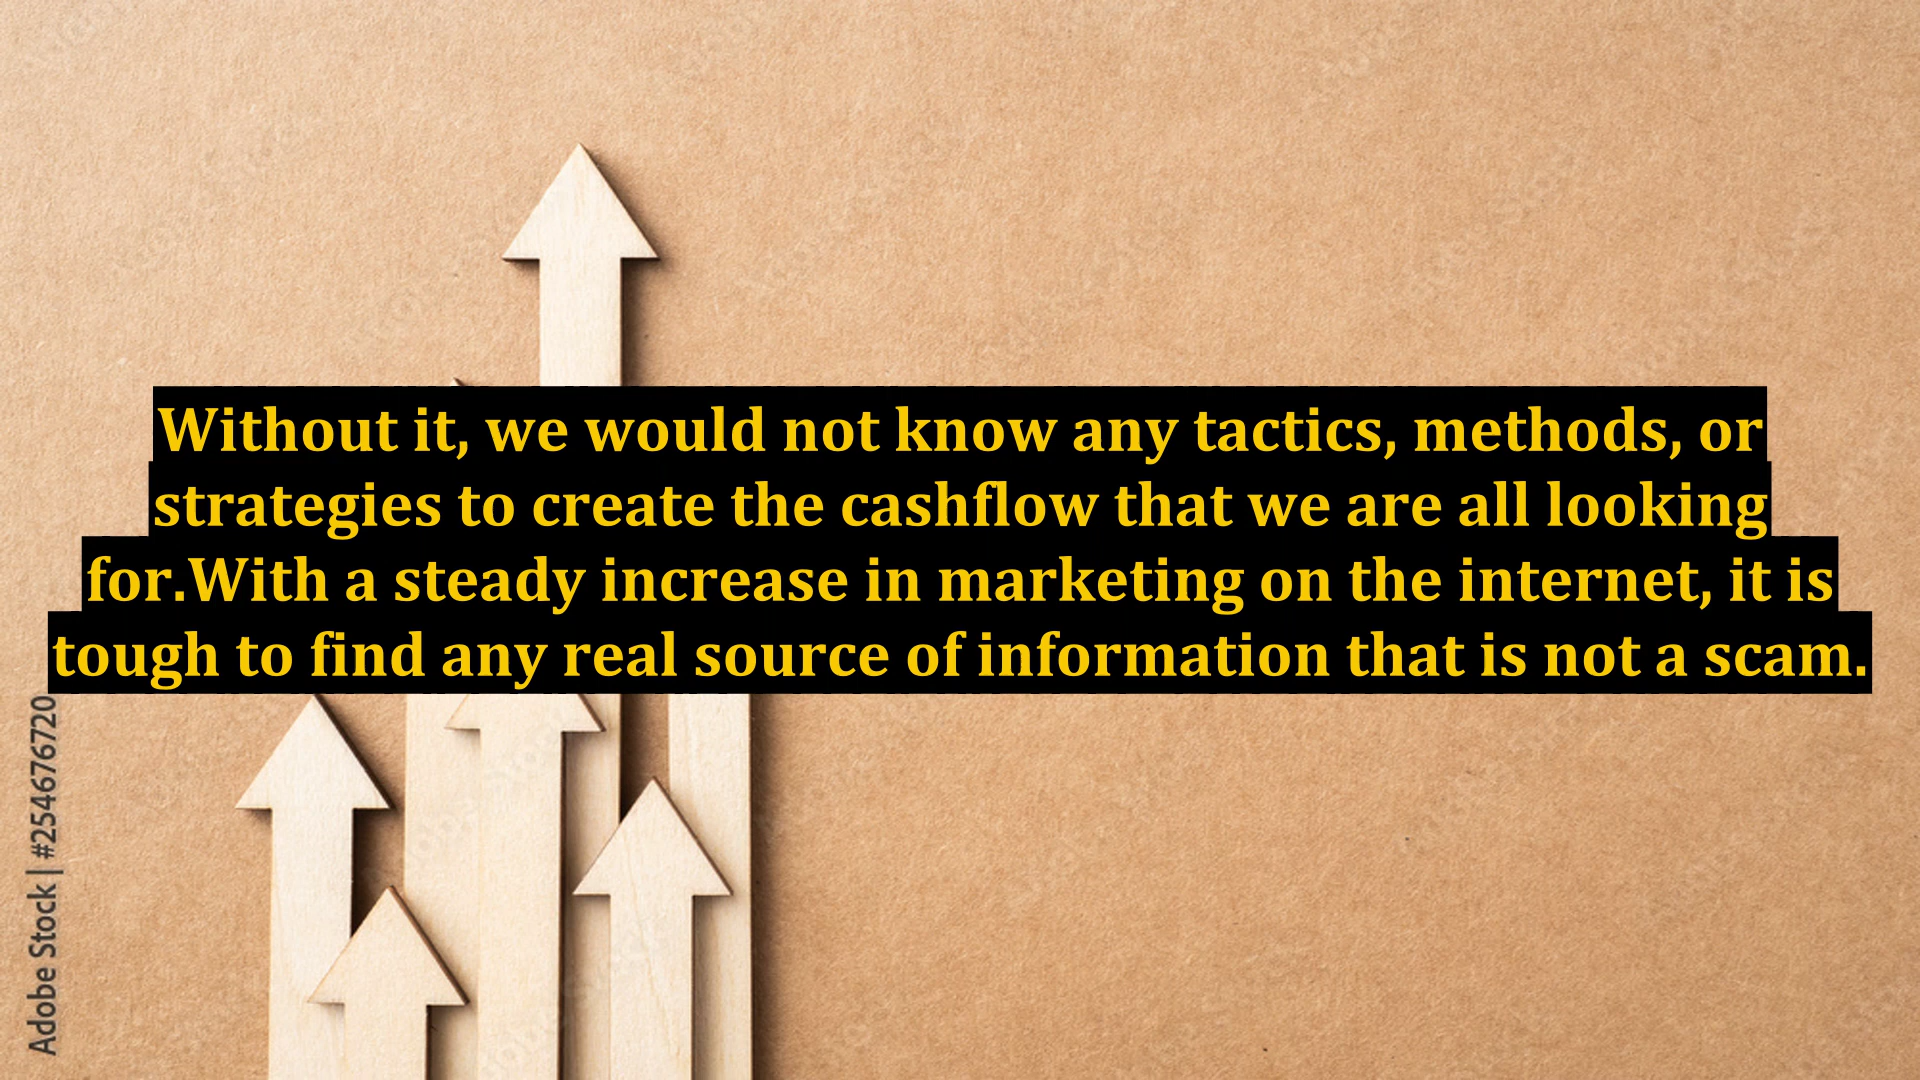 Without it, we would not know any tactics, methods, or
strategies to create the cashflow that we are all looking
for.With a steady increase in marketing on the internet, it is
tough to find any real source of information that is not a scam.
Adobe Stock | #254676720